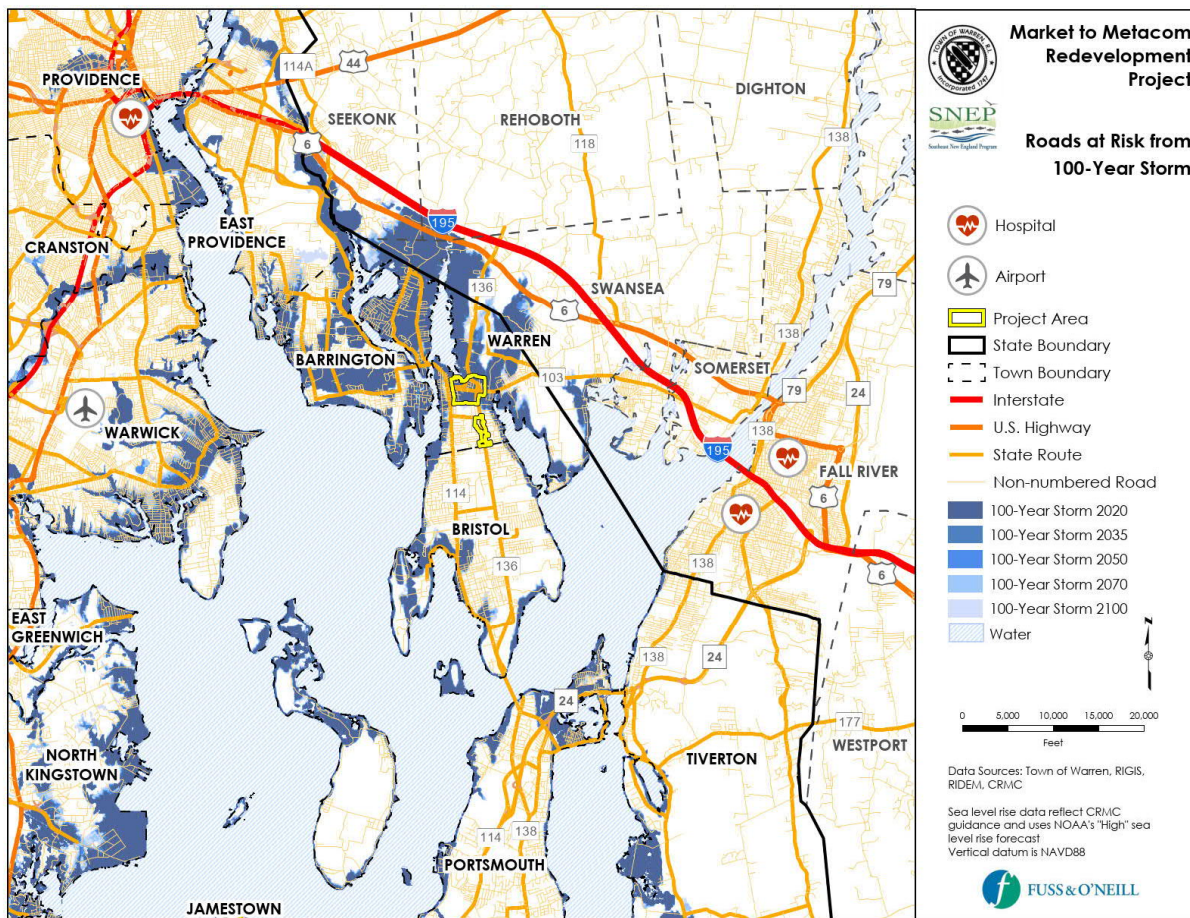 Market to Metacom
Redevelopment
Project
TOWN OF WARREN, R.I.
Incorporated 1747
SNEP
Southeast New England Program
Roads at Risk from
100-Year Storm
Hospital
Airport
Project Area
State Boundary
Town Boundary
Interstate
U.S. Highway
State Route
Non-numbered Road
100-Year Storm 2020
100-Year Storm 2035
100-Year Storm 2050
100-Year Storm 2070
100-Year Storm 2100
Water
N
0 5,000 10,000 15,000 20,000
Feet
Data Sources: Town of Warren, RIGIS,
RIDEM, CRMC
Sea level rise data reflect CRMC
guidance and uses NOAA's "High" sea
level rise forecast
Vertical datum is NAVD88
f FUSS & O'NEILL
PROVIDENCE
114A
44
SEEKONK
REHOBOTH
DIGHTON
138
118
6
EAST
PROVIDENCE
CRANSTON
195
136
SWANSEA
79
6
138
BARRINGTON
WARREN
103
SOMERSET
79
24
WARWICK
138
195
FALL RIVER
6
114
BRISTOL
136
138
6
EAST
GREENWICH
138
24
24
177
NORTH
KINGSTOWN
TIVERTON
WESTPORT
114
138
PORTSMOUTH
JAMESTOWN